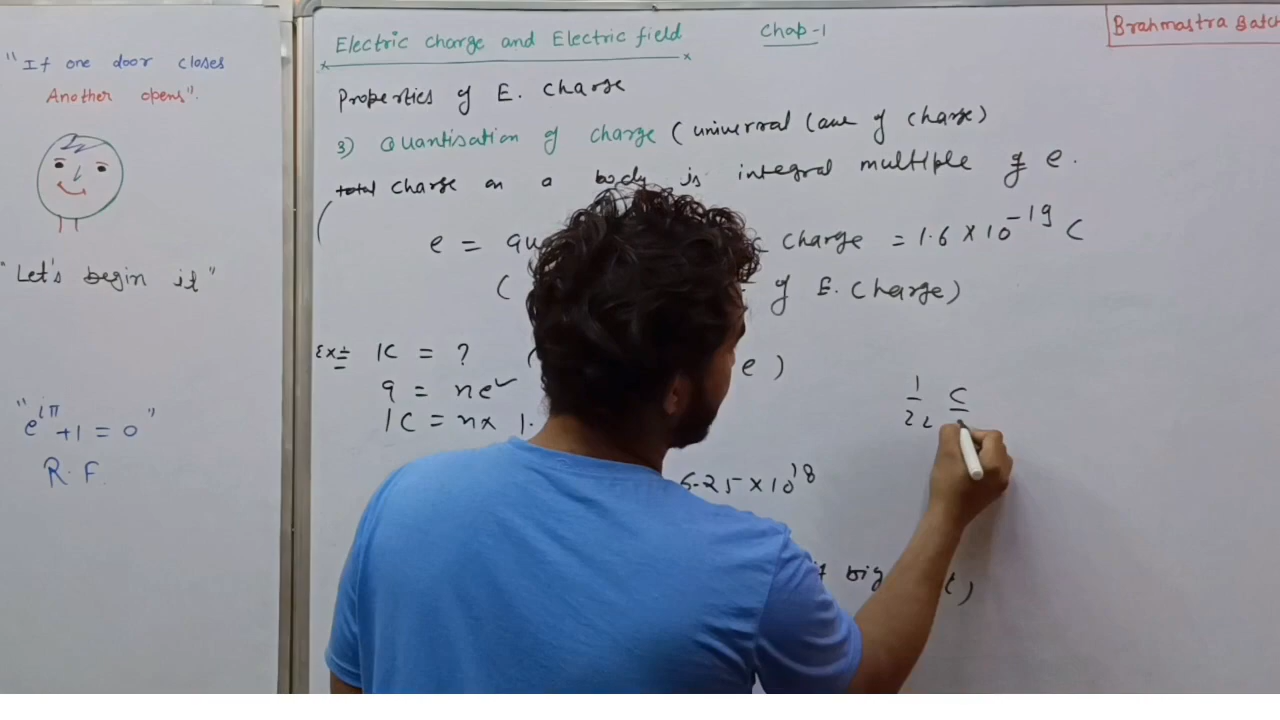 "If one door closes
Another opens".
"Let's begin it"
"e^iπ +1 = 0"
R.F.
Electric charge and Electric field
Chap-1
Brahmastra Batch
Properties of E. charge
3) Quantisation of charge (universal law of charge)
total charge on a body is integral multiple of e.
e = charge = 1.6 × 10^-19 C
( of E. Charge)
Ex:- 1C = ? ( e )
q = ne ✓
1C = n× 1.
6.25 × 10^18
big )
1/2 C